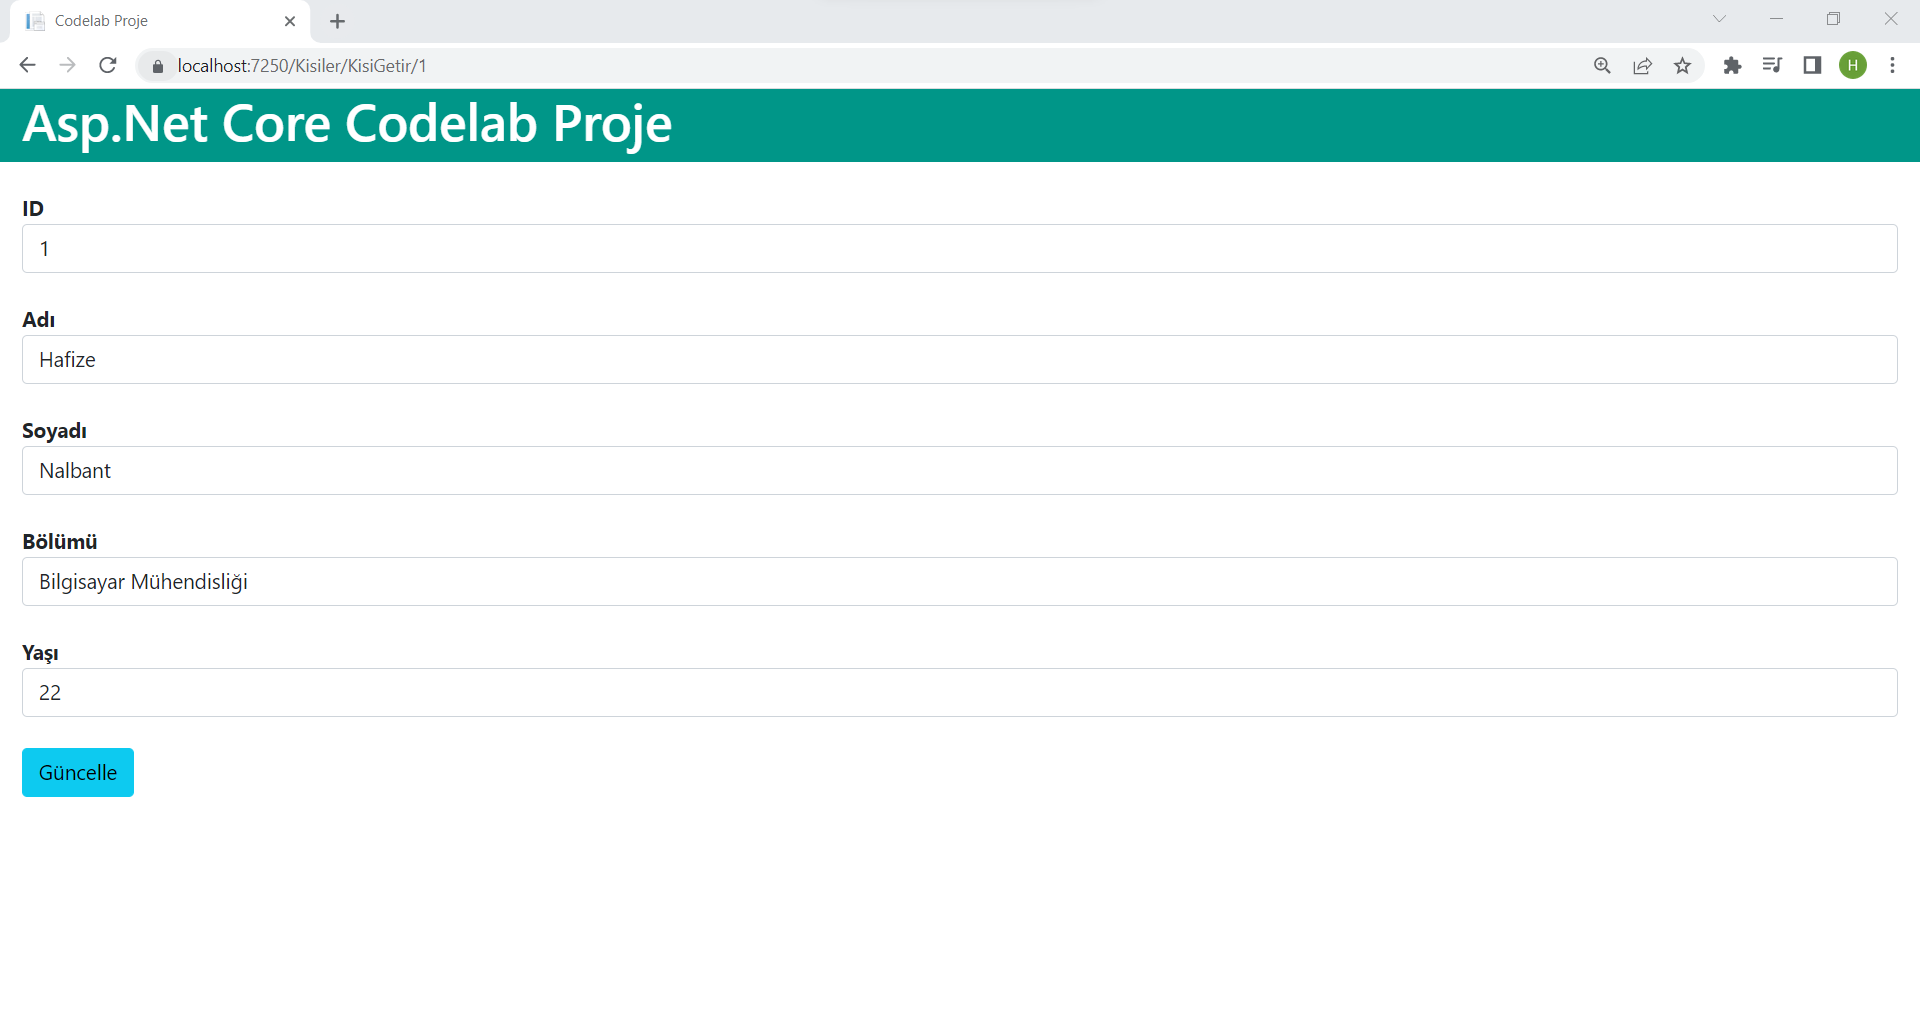 Codelab Proje
localhost:7250/Kisiler/KisiGetir/1
H
Asp.Net Core Codelab Proje
ID
1
Adı
Hafize
Soyadı
Nalbant
Bölümü
Bilgisayar Mühendisliği
Yaşı
22
Güncelle